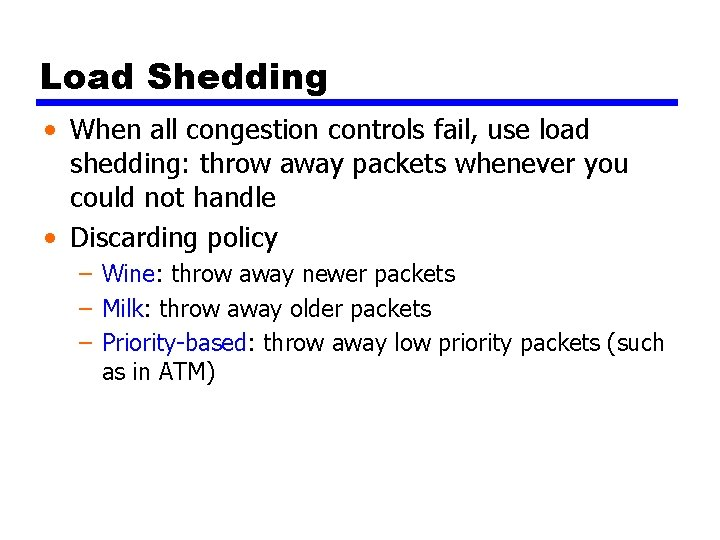 Load Shedding
• When all congestion controls fail, use load
shedding: throw away packets whenever you
could not handle
• Discarding policy
– Wine: throw away newer packets
– Milk: throw away older packets
– Priority-based: throw away low priority packets (such
as in ATM)